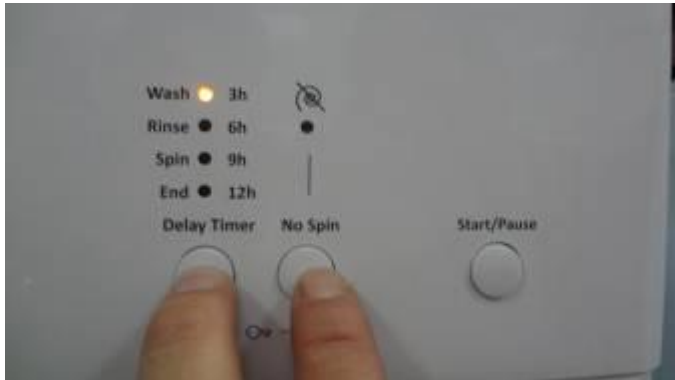 Wash 3h
Rinse 6h
Spin 9h
End 12h
Delay Timer No Spin Start/Pause